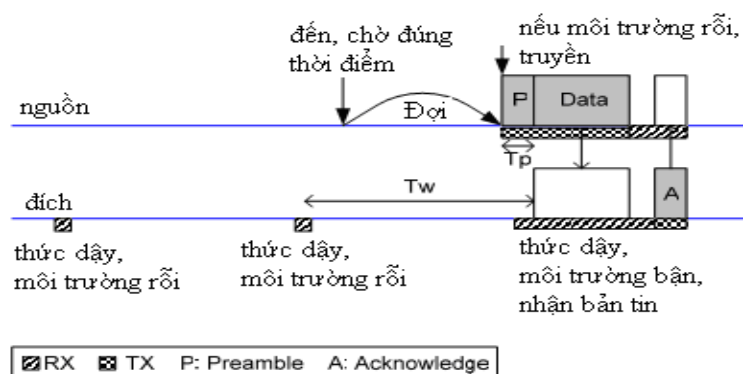 đến, chờ đúng
thời điểm
nếu môi trường rỗi,
truyền
nguồn
Đợi
P
Data
Tp
Tw
A
đích
thức dậy,
môi trường rỗi
thức dậy,
môi trường rỗi
thức dậy,
môi trường bận,
nhận bản tin
RX TX P: Preamble A: Acknowledge